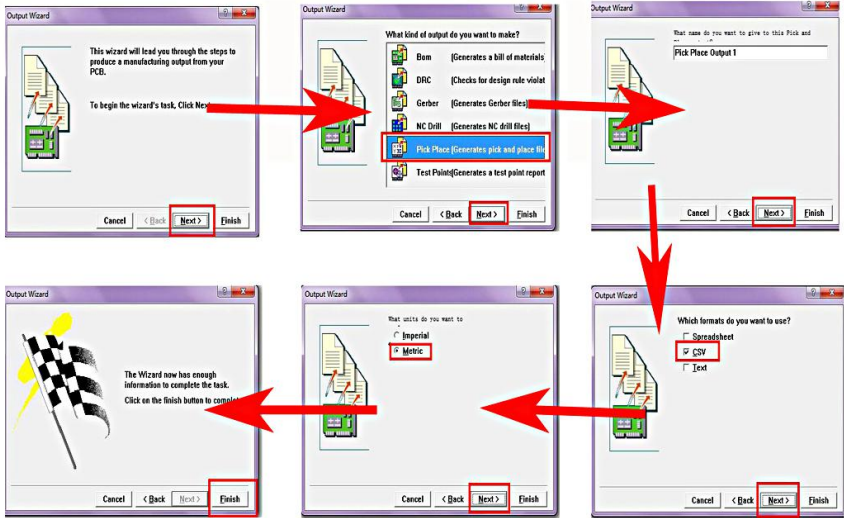 Output Wizard
This wizard will lead you through the steps to
produce a manufacturing output from your
PCB.
To begin the wizard's task, Click Next
Cancel < Back Next > Finish
Output Wizard
What kind of output do you want to make?
Bom (Generates a bill of materials
DRC (Checks for design rule violat
Gerber (Generates Gerber files)
NC Drill (Generates NC drill files)
Pick Place (Generates pick and place file
Test Points(Generates a test point report
Cancel < Back Next > Finish
Output Wizard
What name do you want to give to this Pick and
Pick Place Output 1
Cancel < Back Next > Finish
Output Wizard
Which formats do you want to use?
Spreadsheet
CSV
Text
Cancel < Back Next > Finish
Output Wizard
What units do you want to
Imperial
Metric
Cancel < Back Next > Finish
Output Wizard
The Wizard now has enough
information to complete the task.
Click on the finish button to complet
Cancel < Back Next > Finish